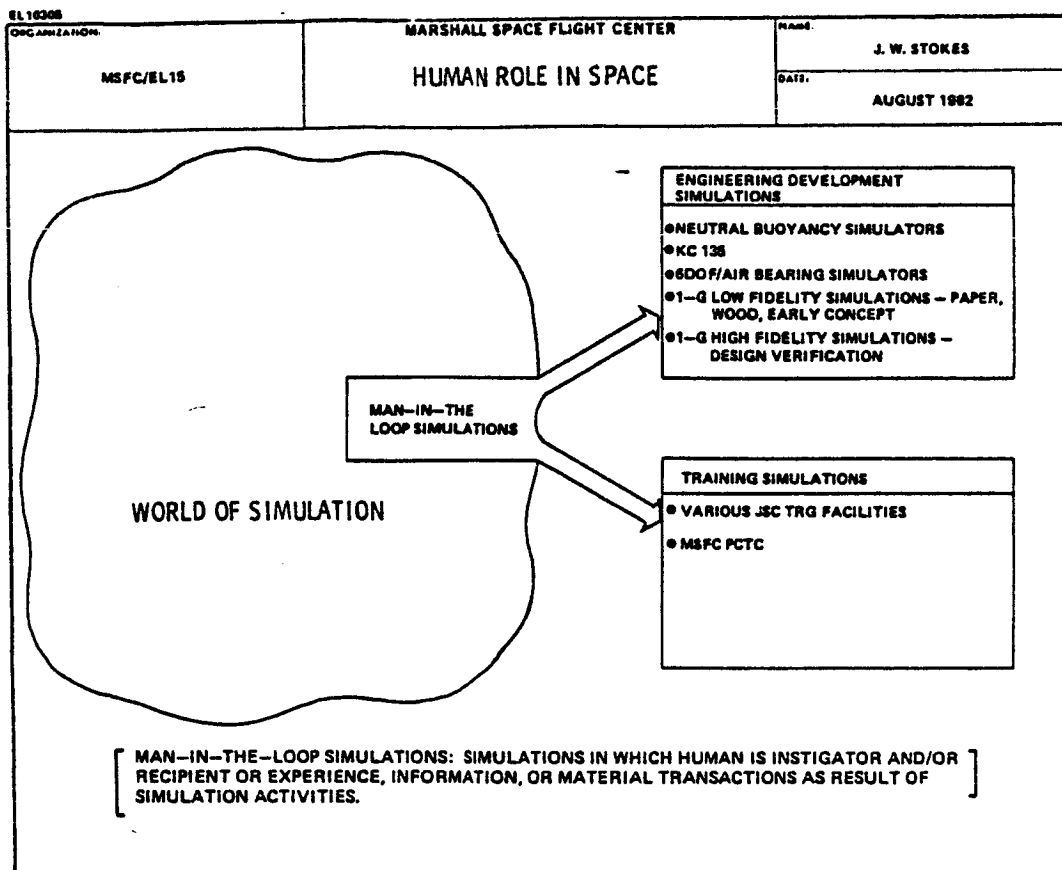 EL 10305
ORGANIZATION:
MSFC/EL15
MARSHALL SPACE FLIGHT CENTER
HUMAN ROLE IN SPACE
NAME:
J. W. STOKES
DATE:
AUGUST 1982
ENGINEERING DEVELOPMENT
SIMULATIONS
●NEUTRAL BUOYANCY SIMULATORS
●KC 135
●6DOF/AIR BEARING SIMULATORS
●1–G LOW FIDELITY SIMULATIONS – PAPER,
WOOD, EARLY CONCEPT
●1–G HIGH FIDELITY SIMULATIONS –
DESIGN VERIFICATION
MAN–IN–THE
LOOP SIMULATIONS
WORLD OF SIMULATION
TRAINING SIMULATIONS
● VARIOUS JSC TRG FACILITIES
● MSFC PCTC
[ MAN–IN–THE–LOOP SIMULATIONS: SIMULATIONS IN WHICH HUMAN IS INSTIGATOR AND/OR
RECIPIENT OR EXPERIENCE, INFORMATION, OR MATERIAL TRANSACTIONS AS RESULT OF
SIMULATION ACTIVITIES. ]